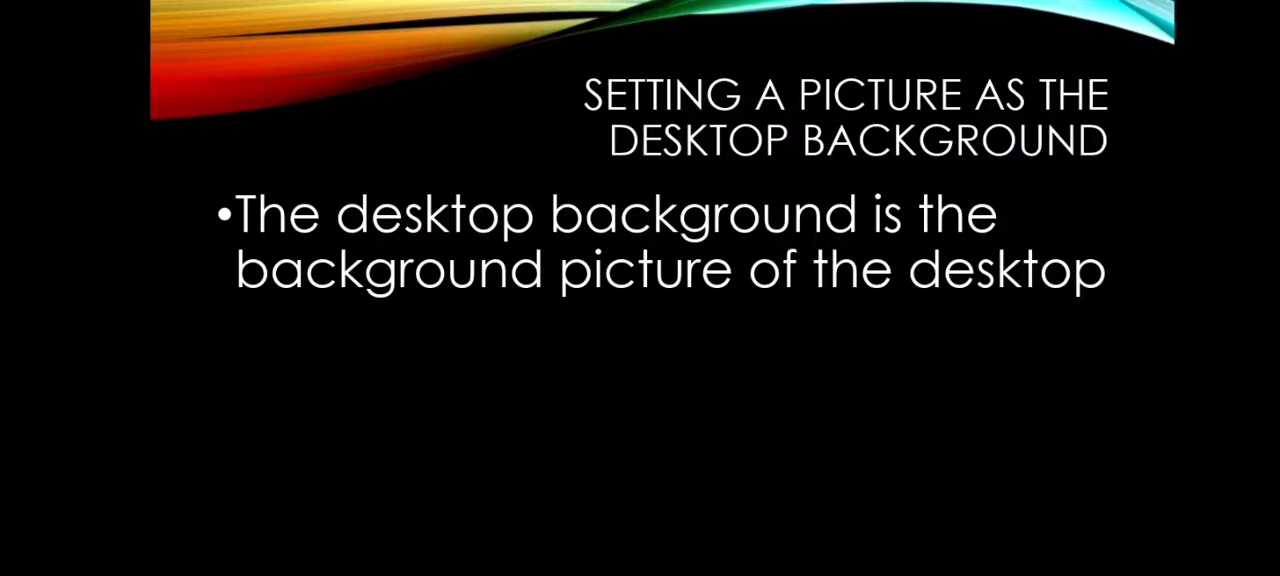 SETTING A PICTURE AS THE
DESKTOP BACKGROUND
•The desktop background is the
background picture of the desktop